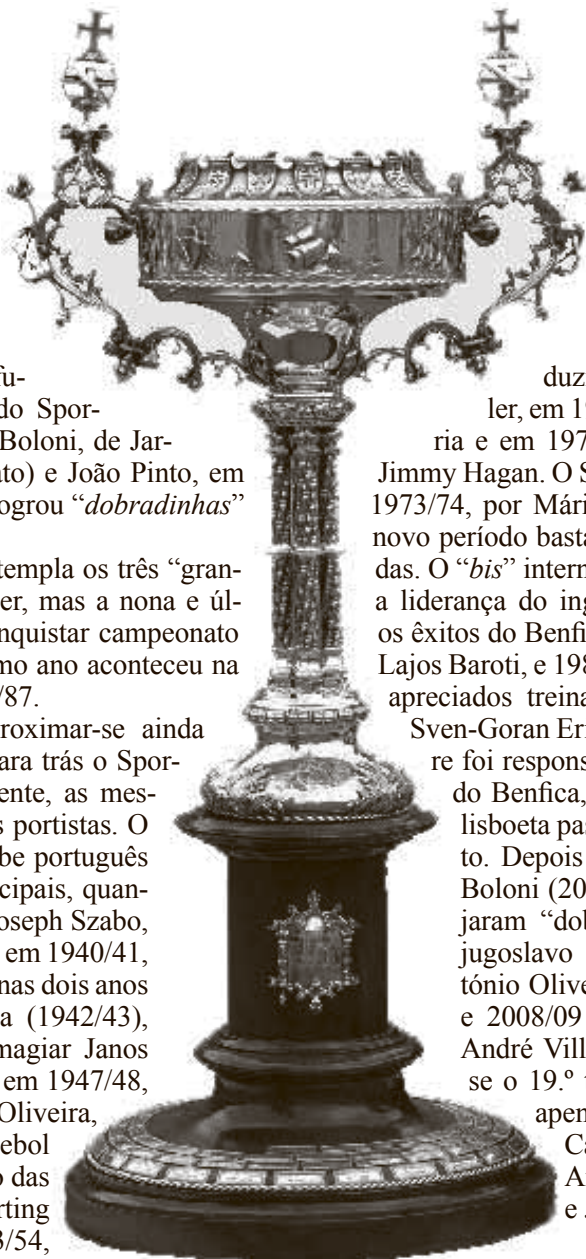 fu-
do Spor-
Boloni, de Jar-
to) e João Pinto, em
ogrou “dobradinhas”
templa os três “gran-
er, mas a nona e úl-
nquistar campeonato
mo ano aconteceu na
/87.
roximar-se ainda
ara trás o Spor-
ente, as mes-
s portistas. O
be português
cipais, quan-
oseph Szabo,
em 1940/41,
nas dois anos
a (1942/43),
magiar Janos
em 1947/48,
Oliveira,
ebol
o das
rting
3/54,
duz
ler, em 19
ria e em 197
Jimmy Hagan. O S
1973/74, por Mári
novo período basta
das. O “bis” intern
a liderança do ing
os êxitos do Benfi
Lajos Baroti, e 198
apreciados treina
Sven-Goran Er
re foi respons
do Benfica,
lisboeta pas
to. Depois
Boloni (20
jaram “dob
jugoslavo
tónio Olive
e 2008/09
André Vill
se o 19.º
apen
Ca
A
e